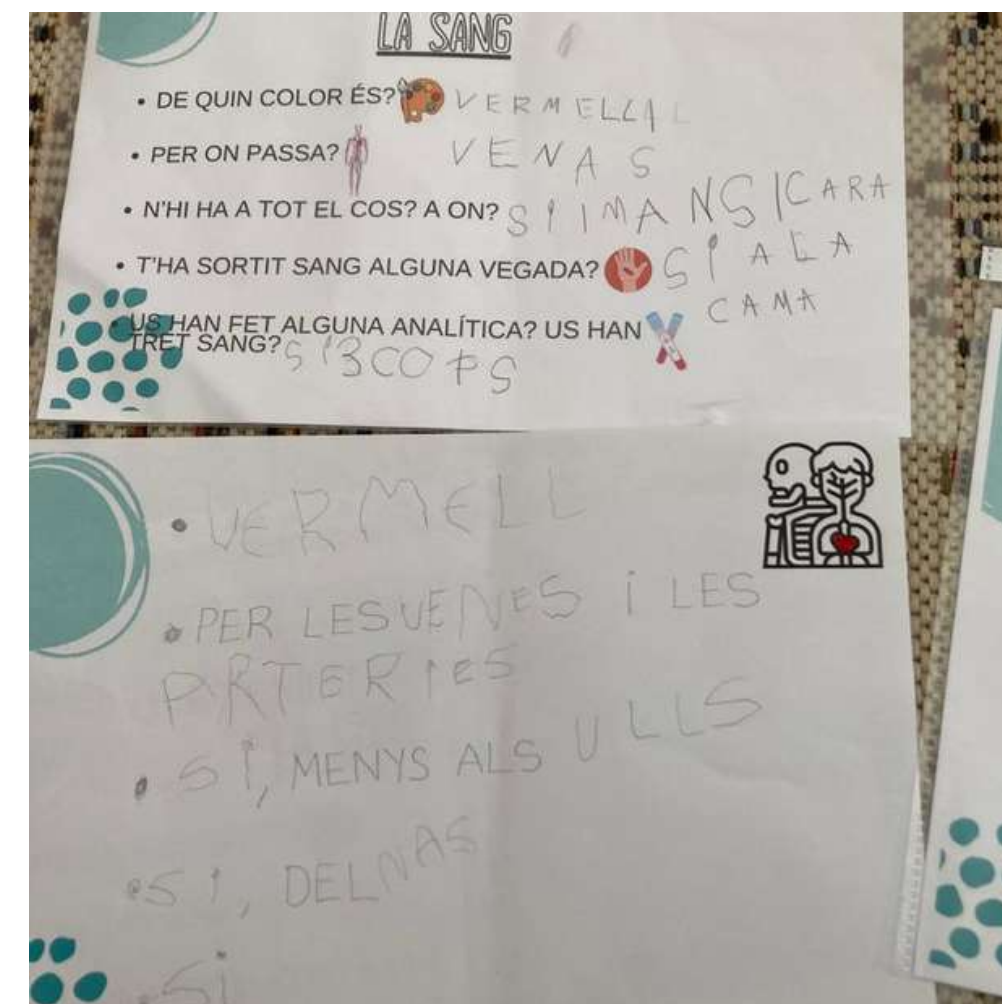 LA SANG
• DE QUIN COLOR ÉS? VERMELLA
• PER ON PASSA? VENAS
• N'HI HA A TOT EL COS? A ON? SI IMANS|CARA
• T'HA SORTIT SANG ALGUNA VEGADA? SI A LA
CAMA
• US HAN FET ALGUNA ANALÍTICA? US HAN
TRET SANG? SI 3 COPS
• VERMELL
• PER LES VENES I LES
ARTERIES
• SI, MENYS ALS ULLS
• SI, DEL NAS
• SI